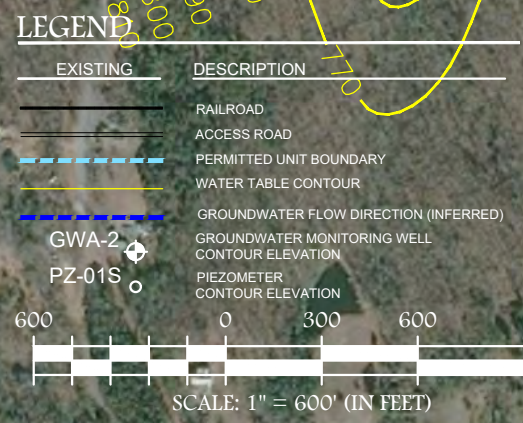 LEGEND
EXISTING DESCRIPTION
770
RAILROAD
ACCESS ROAD
PERMITTED UNIT BOUNDARY
WATER TABLE CONTOUR
GROUNDWATER FLOW DIRECTION (INFERRED)
GWA-2 GROUNDWATER MONITORING WELL
CONTOUR ELEVATION
PZ-01S PIEZOMETER
CONTOUR ELEVATION
600 0 300 600
SCALE: 1" = 600' (IN FEET)